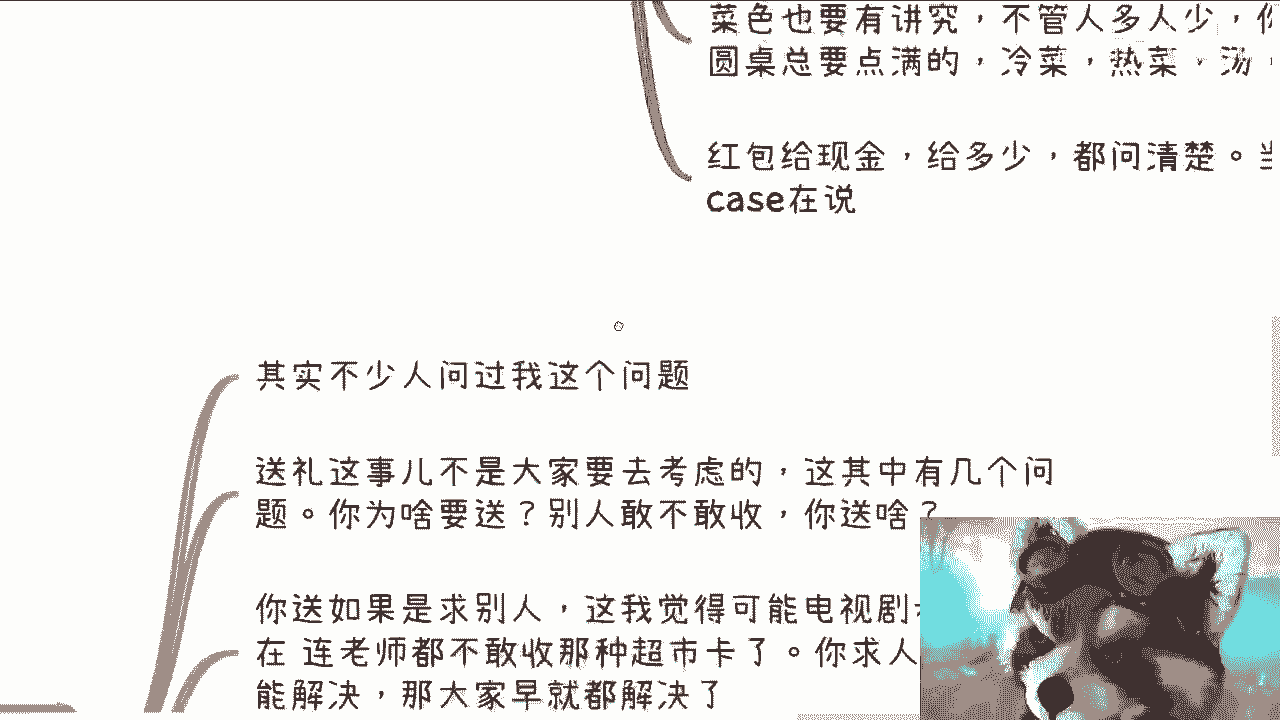 菜色也要有讲究，不管人多人少，
圆桌总要点满的，冷菜，热菜，汤，
红包给现金，给多少，都问清楚。
case在说
其实不少人问过我这个问题
送礼这事儿不是大家要去考虑的，这其中有几个问
题。你为啥要送？别人敢不敢收，你送啥？
你送如果是求别人，这我觉得可能电视剧
在 连老师都不敢收那种超市卡了。你求人
能解决，那大家早就都解决了